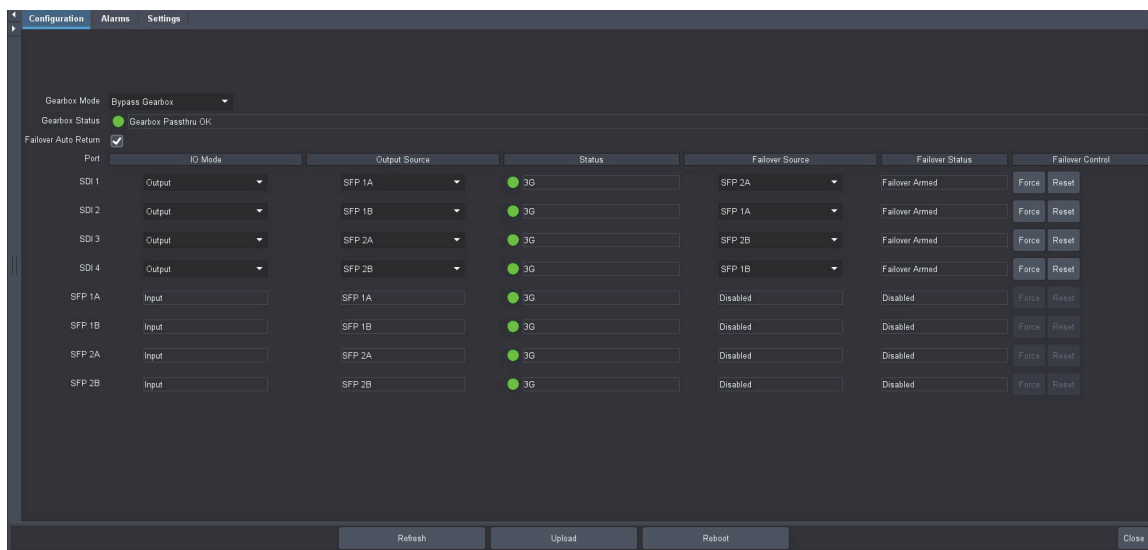 Configuration Alarms Settings
Gearbox Mode Bypass Gearbox
Gearbox Status Gearbox Passthru OK
Failover Auto Return
Port IO Mode Output Source Status Failover Source Failover Status Failover Control
SDI 1 Output SFP 1A 3G SFP 2A Failover Armed Force Reset
SDI 2 Output SFP 1B 3G SFP 1A Failover Armed Force Reset
SDI 3 Output SFP 2A 3G SFP 2B Failover Armed Force Reset
SDI 4 Output SFP 2B 3G SFP 1B Failover Armed Force Reset
SFP 1A Input SFP 1A 3G Disabled Disabled Force Reset
SFP 1B Input SFP 1B 3G Disabled Disabled Force Reset
SFP 2A Input SFP 2A 3G Disabled Disabled Force Reset
SFP 2B Input SFP 2B 3G Disabled Disabled Force Reset
Refresh Upload Reboot Close